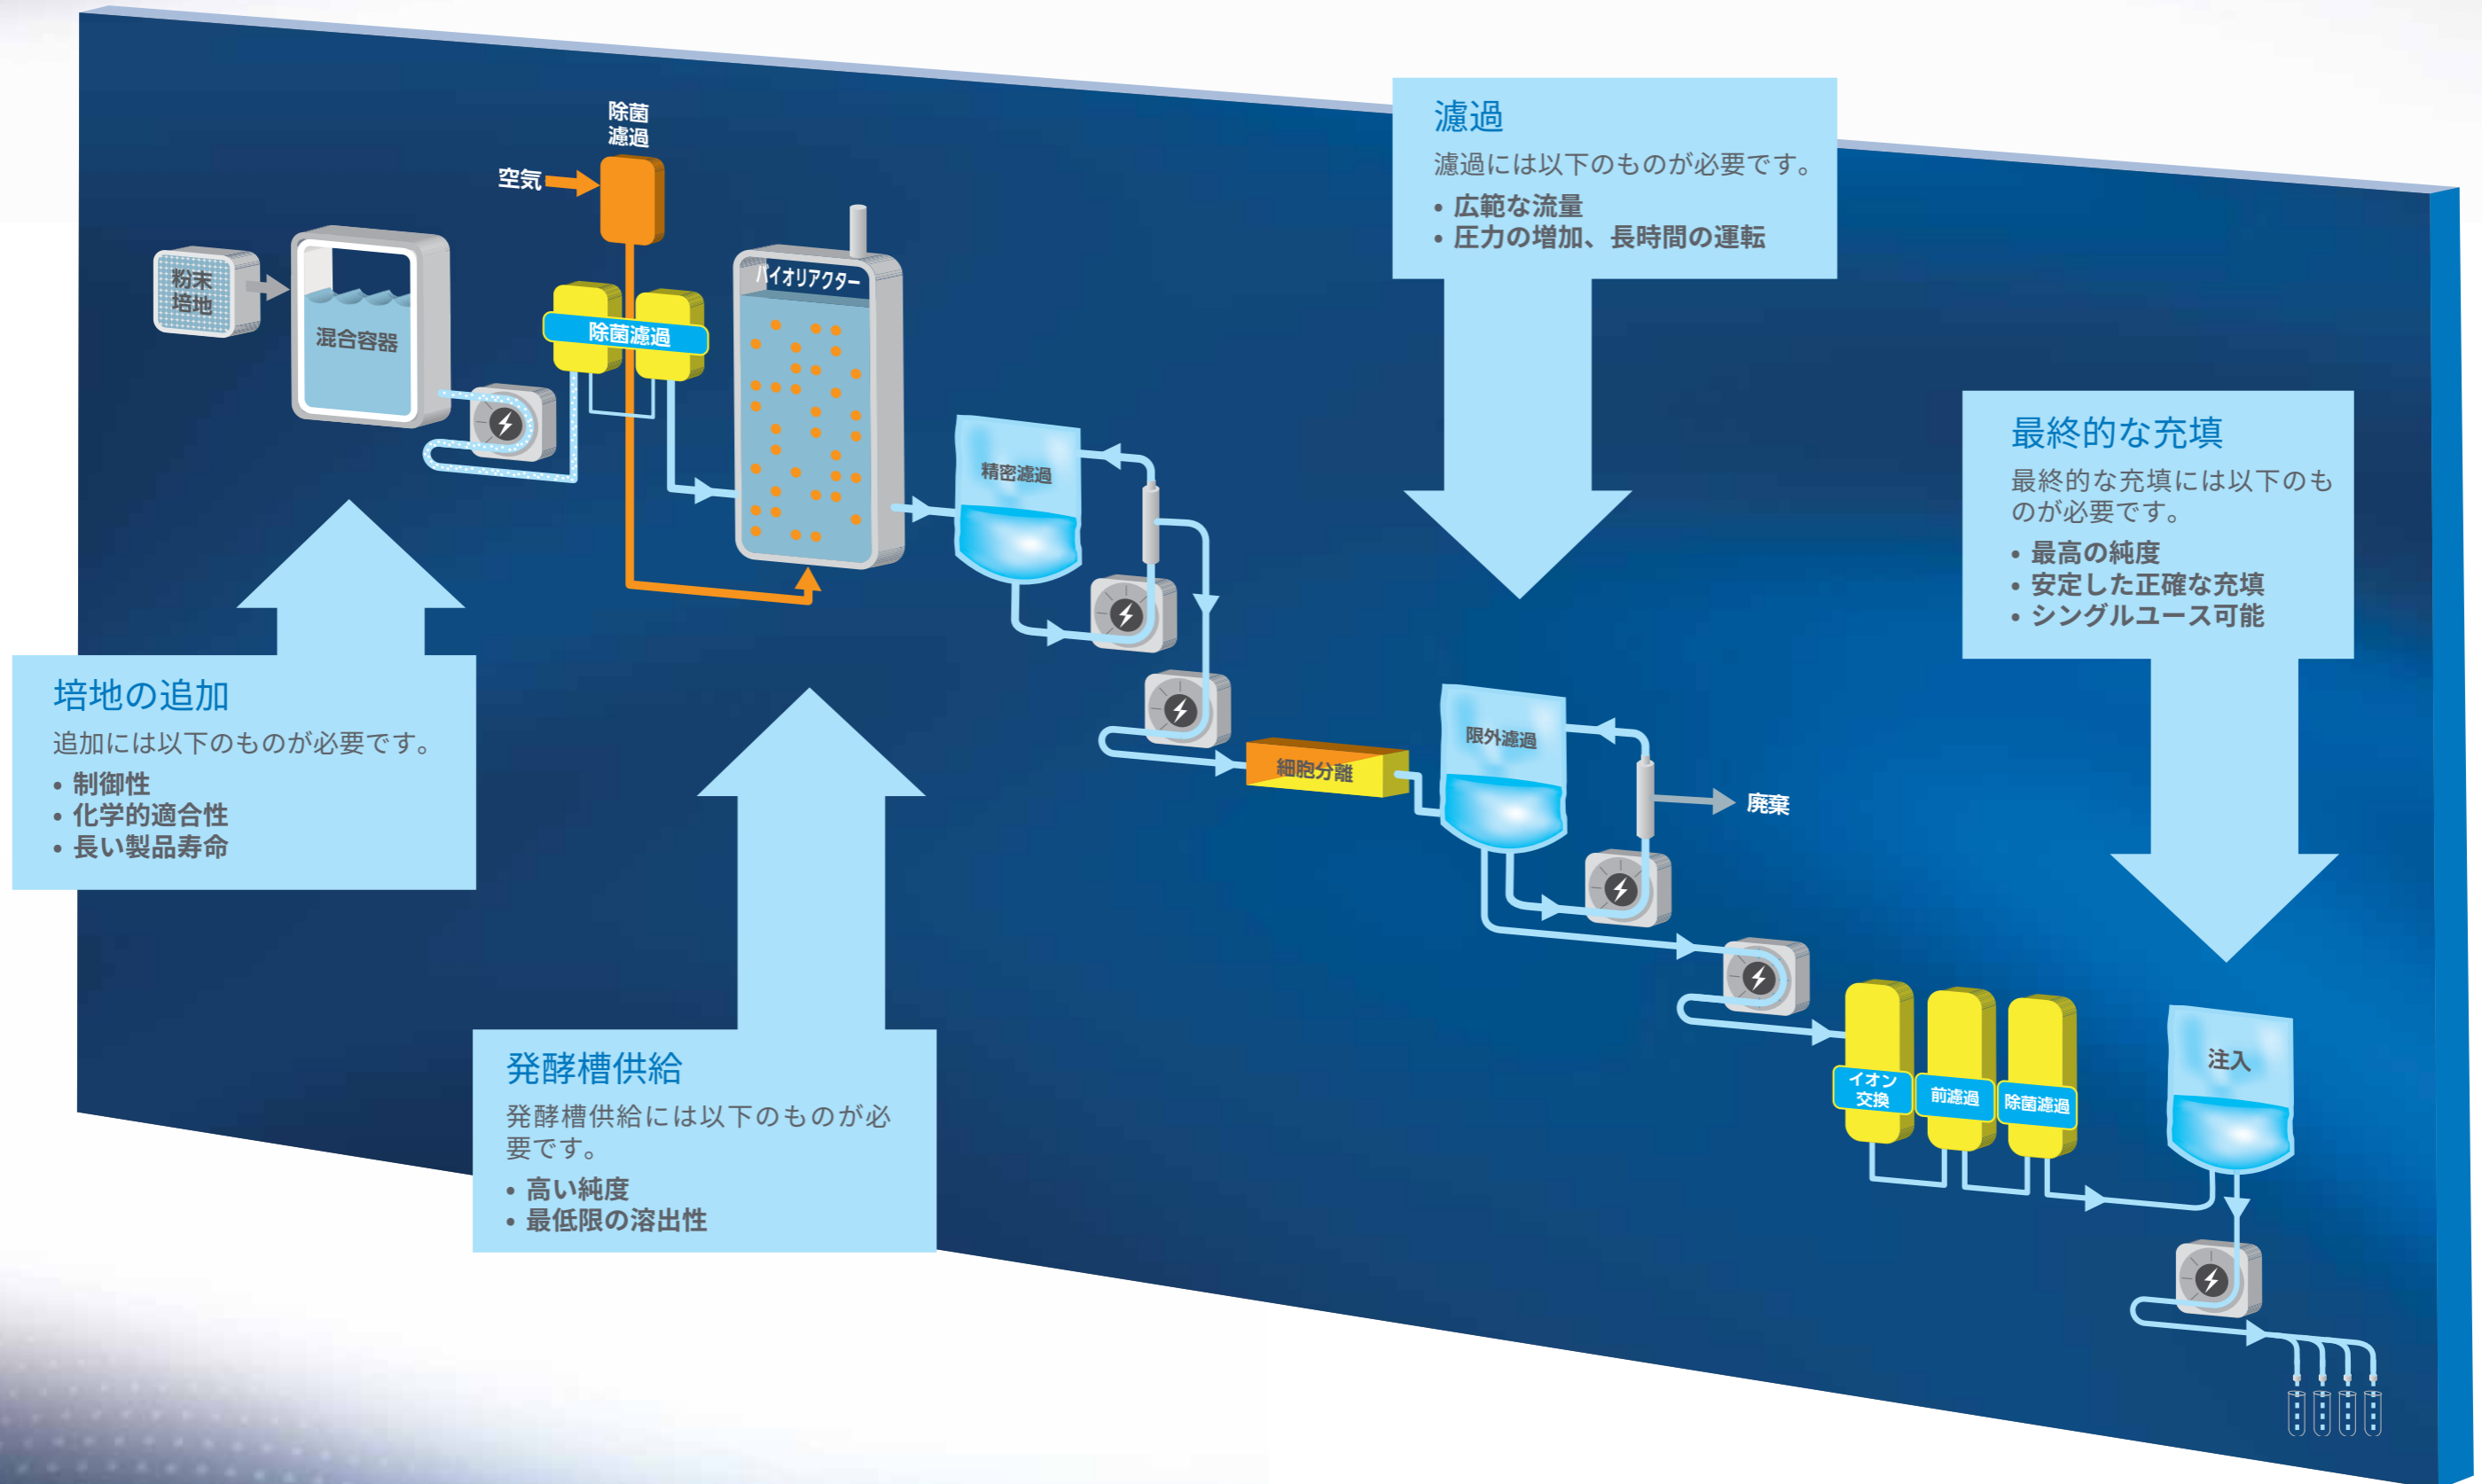 除菌
濾過
空気
粉末
培地
混合容器
除菌濾過
バイオリアクター
精密濾過
細胞分離
限外濾過
廃棄
イオン
交換
前濾過
除菌濾過
注入
培地の追加
追加には以下のものが必要です。
• 制御性
• 化学的適合性
• 長い製品寿命
発酵槽供給
発酵槽供給には以下のものが必
要です。
• 高い純度
• 最低限の溶出性
濾過
濾過には以下のものが必要です。
• 広範な流量
• 圧力の増加、長時間の運転
最終的な充填
最終的な充填には以下のも
のが必要です。
• 最高の純度
• 安定した正確な充填
• シングルユース可能